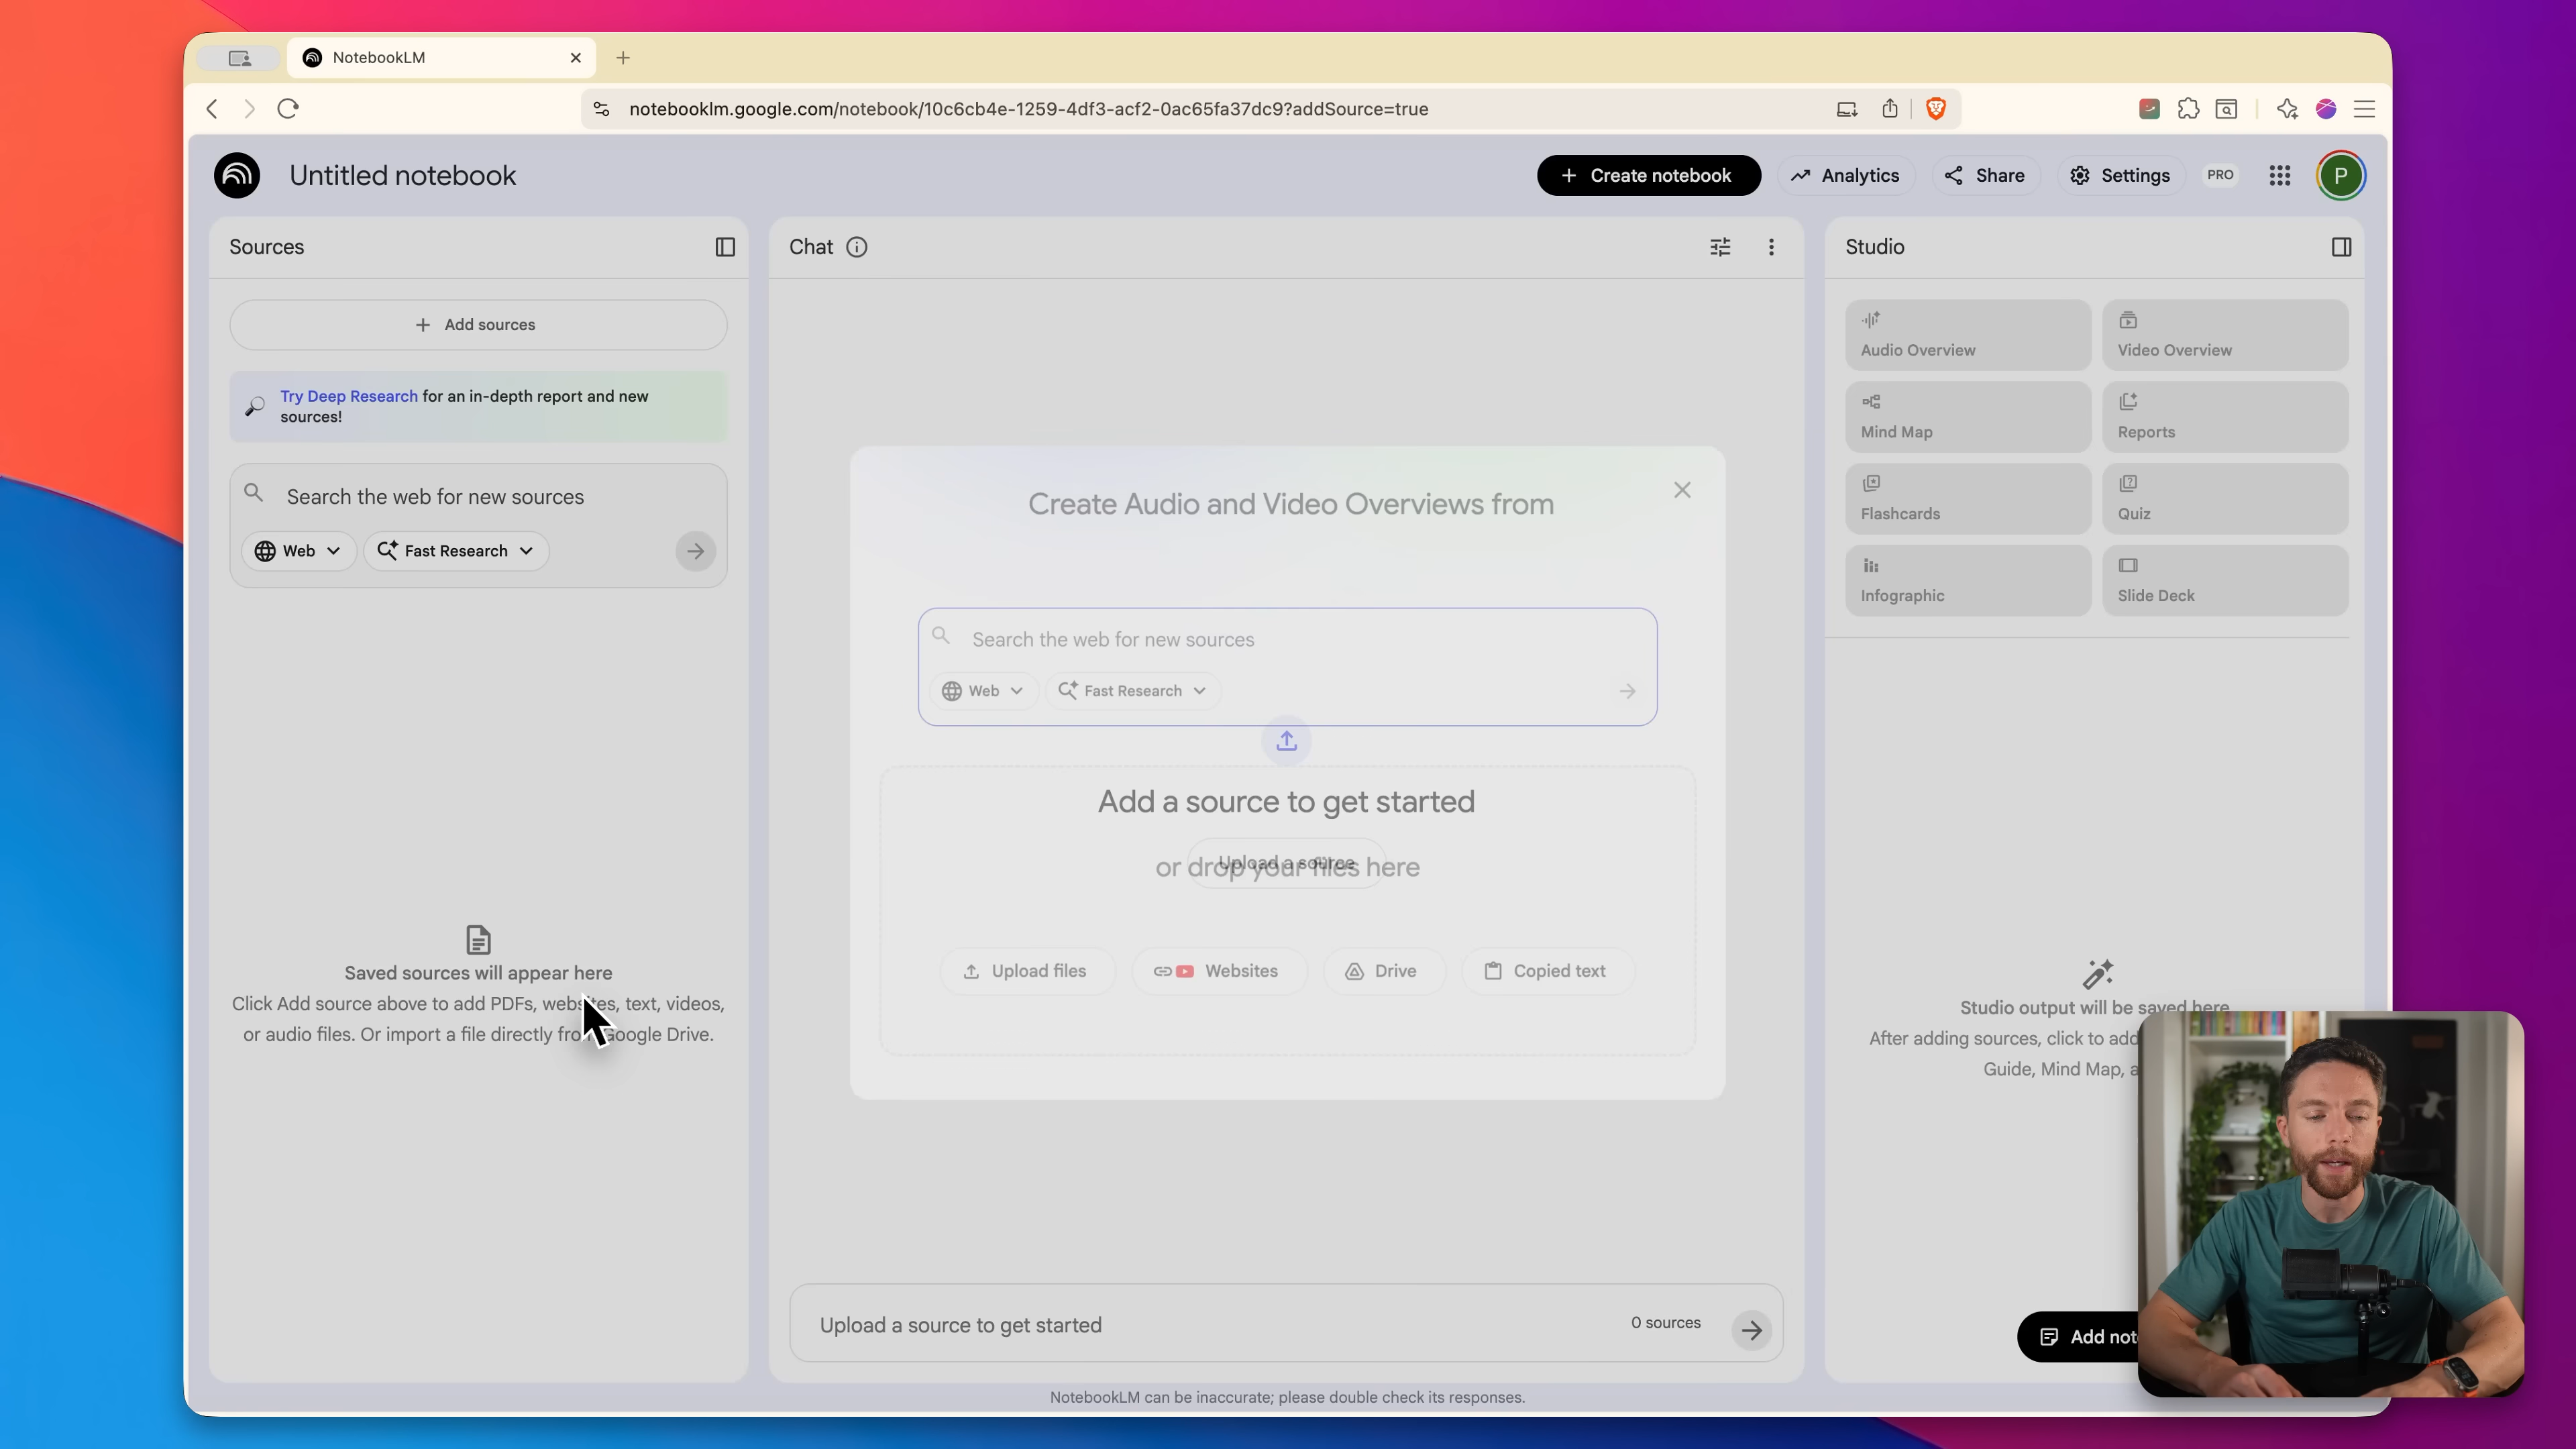 NotebookLM
notebooklm.google.com/notebook/10c6cb4e-1259-4df3-acf2-0ac65fa37dc9?addSource=true
Untitled notebook
Create notebook
Analytics
Share
Settings
PRO
P
Sources
Add sources
Try Deep Research for an in-depth report and new
sources!
Search the web for new sources
Web
Fast Research
Saved sources will appear here
Click Add source above to add PDFs, websites, text, videos,
or audio files. Or import a file directly from Google Drive.
Chat
Create Audio and Video Overviews from
Search the web for new sources
Web
Fast Research
Add a source to get started
Upload a source
or drop your files here
Upload files
Websites
Drive
Copied text
Upload a source to get started
0 sources
NotebookLM can be inaccurate; please double check its responses.
Studio
Audio Overview
Video Overview
Mind Map
Reports
Flashcards
Quiz
Infographic
Slide Deck
Studio output will be saved here
After adding sources, click to add
Guide, Mind Map,
Add